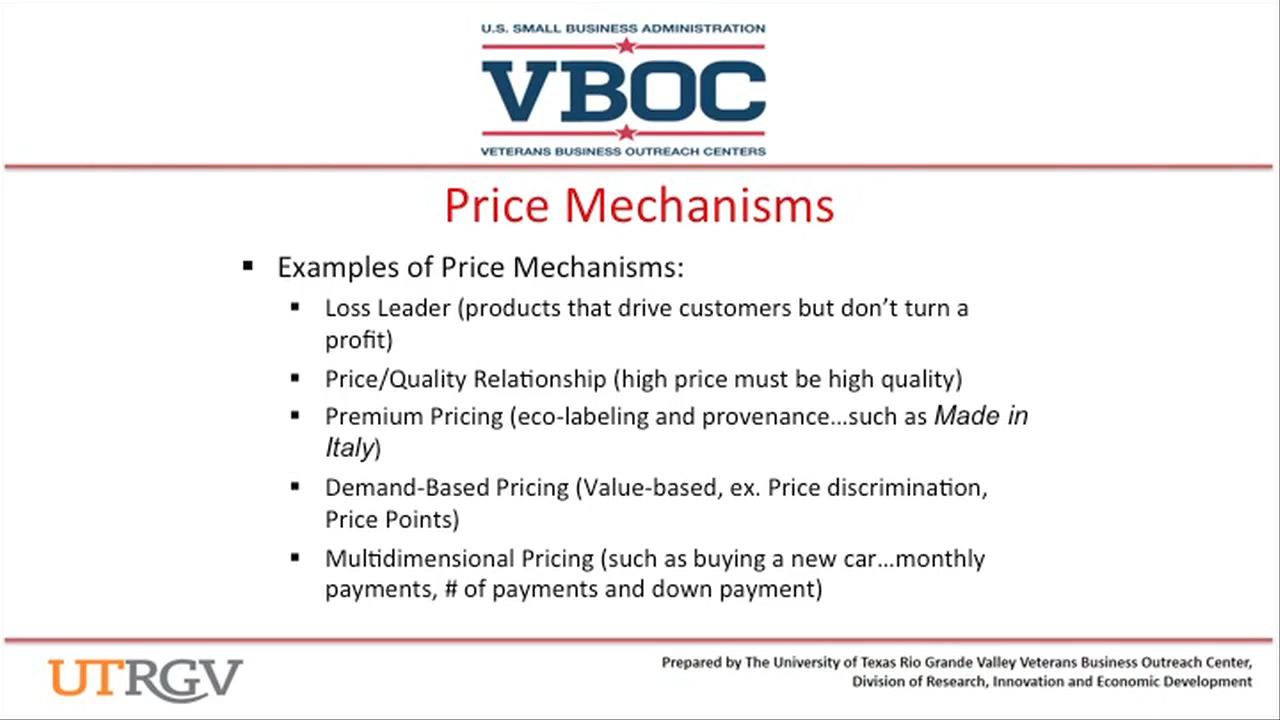 U.S. SMALL BUSINESS ADMINISTRATION
VBOC
VETERANS BUSINESS OUTREACH CENTERS
Price Mechanisms
▪ Examples of Price Mechanisms:
▪ Loss Leader (products that drive customers but don’t turn a
profit)
▪ Price/Quality Relationship (high price must be high quality)
▪ Premium Pricing (eco-labeling and provenance…such as Made in
Italy)
▪ Demand-Based Pricing (Value-based, ex. Price discrimination,
Price Points)
▪ Multidimensional Pricing (such as buying a new car…monthly
payments, # of payments and down payment)
UTRGV
Prepared by The University of Texas Rio Grande Valley Veterans Business Outreach Center,
Division of Research, Innovation and Economic Development